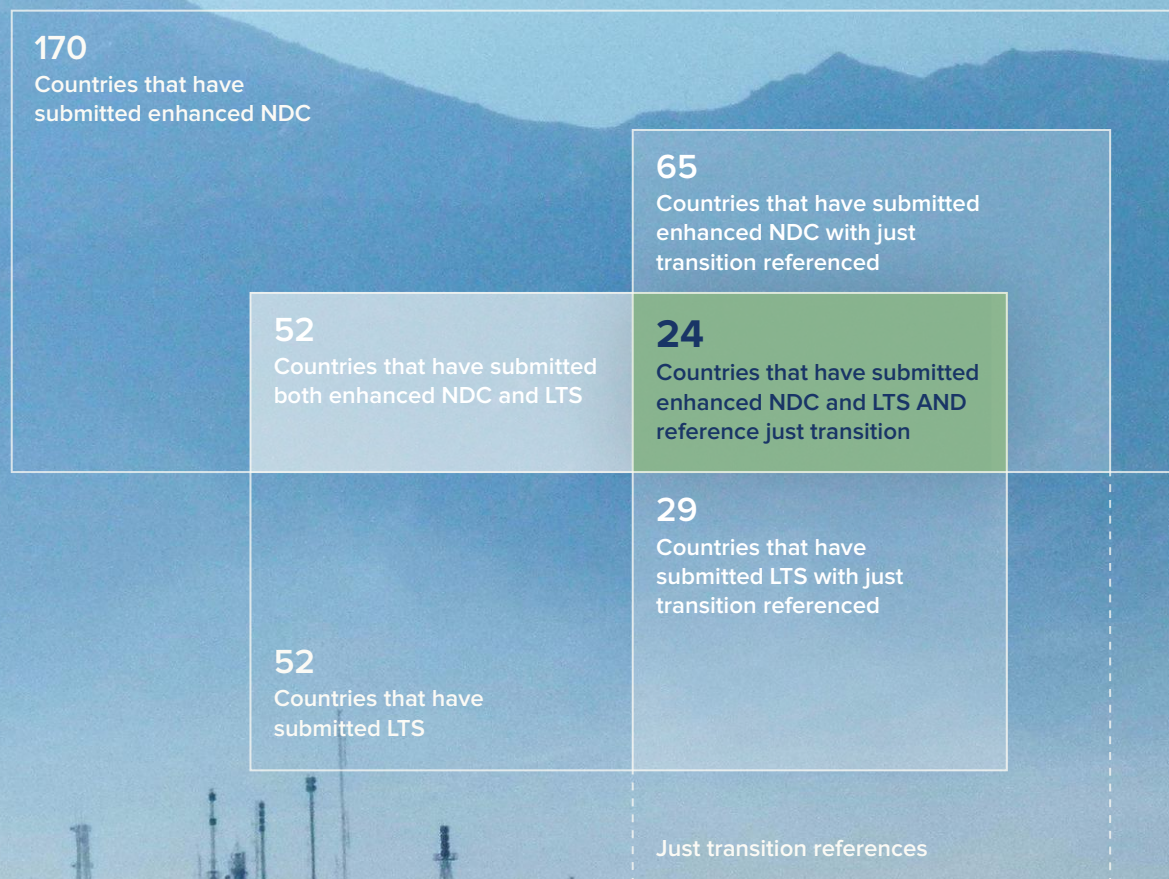 170
Countries that have
submitted enhanced NDC
65
Countries that have submitted
enhanced NDC with just
transition referenced
52
Countries that have submitted
both enhanced NDC and LTS
24
Countries that have submitted
enhanced NDC and LTS AND
reference just transition
29
Countries that have
submitted LTS with just
transition referenced
52
Countries that have
submitted LTS
Just transition references